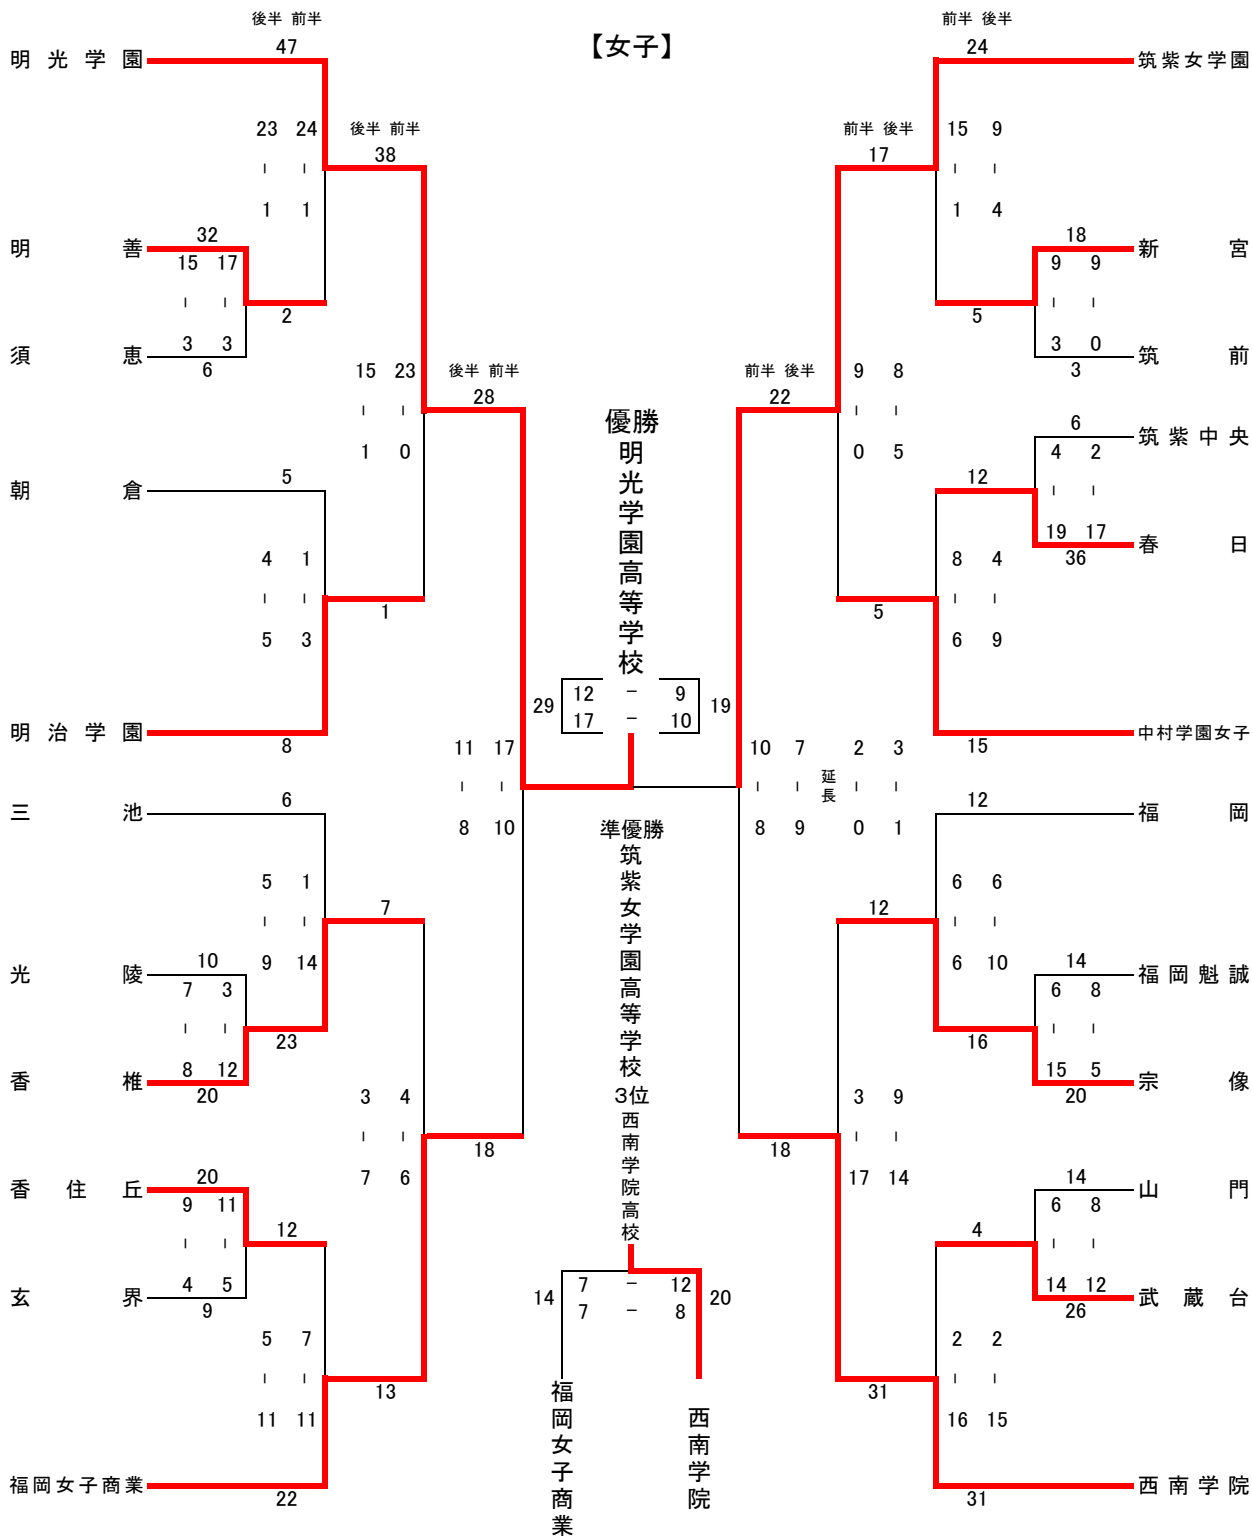 後半 前半
前半 後半
【女子】
明光学園
47
24
筑紫女学園
23 24
後半 前半
38
前半 後半
17
15 9
1 1
1 4
明善
32
18
新宮
15 17
9 9
2
5
3 3
3 0
須恵
6
3
筑前
15 23
後半 前半
28
前半 後半
22
9 8
1 0
0 5
優勝
明光学園高等学校
6
筑紫中央
4 2
朝倉
5
12
19 17
36
春日
4 1
8 4
1
5
5 3
6 9
29
12 - 9
17 - 10
19
明治学園
8
15
中村学園女子
11 17
10 7
延長
2 3
8 10
8 9
0 1
三池
6
12
福岡
準優勝
筑紫女学園高等学校
5 1
6 6
7
12
9 14
6 10
光陵
10
14
福岡魁誠
7 3
6 8
23
16
8 12
15 5
香椎
20
20
宗像
3 4
3 9
3位
西南学院高校
18
18
7 6
17 14
香住丘
20
14
山門
9 11
6 8
12
4
4 5
14 12
玄界
9
26
武蔵台
14
7 - 12
7 - 8
20
5 7
2 2
13
31
11 11
16 15
福岡女子商業
西南学院
福岡女子商業
22
31
西南学院